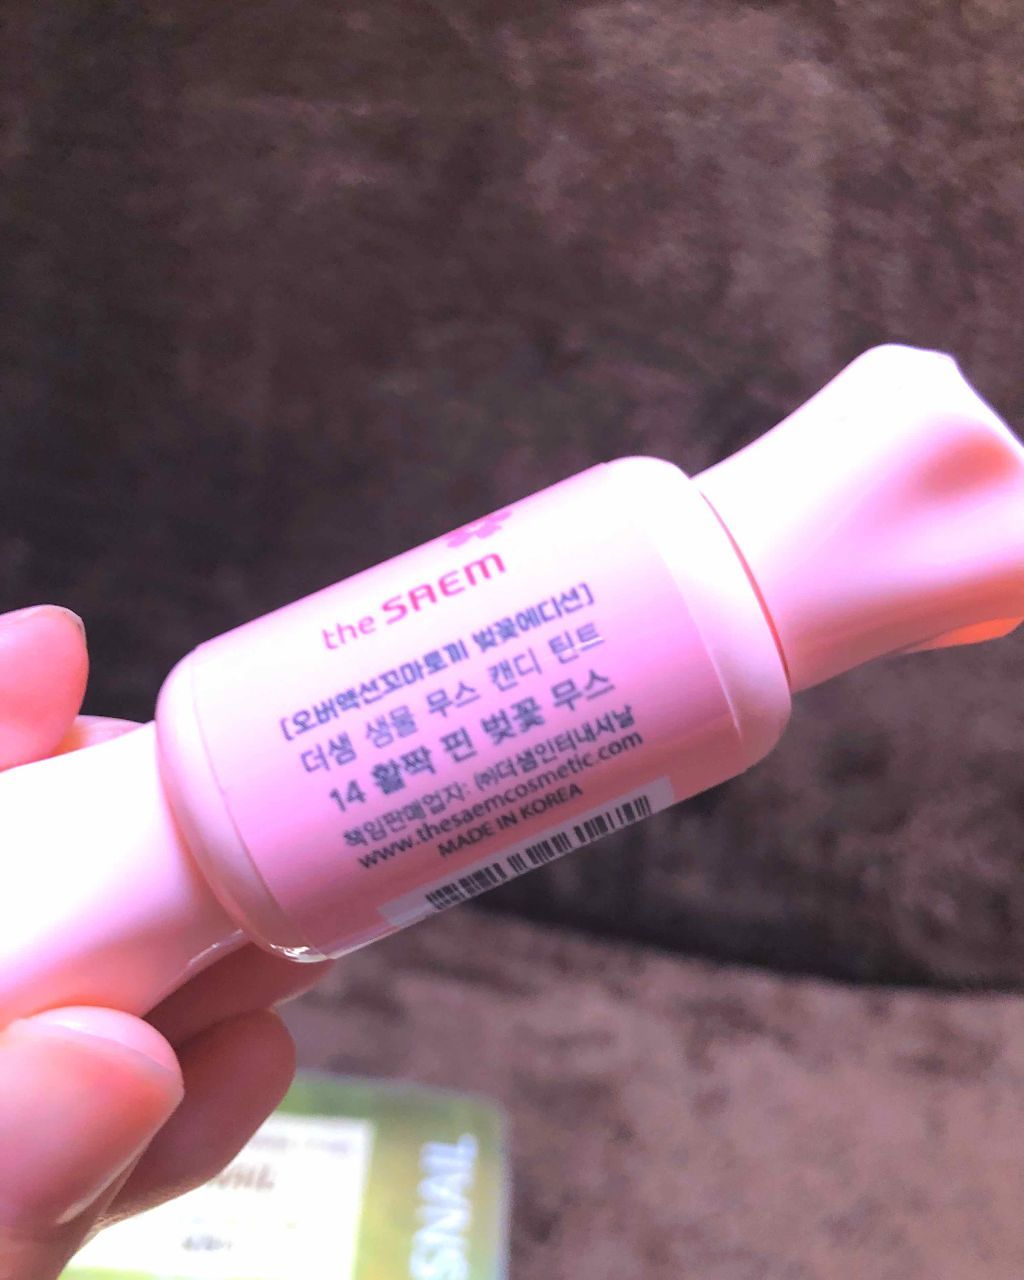 the SAEM
[오버액션꼬마토끼 벚꽃에디션]
더샘 샘물 무스 캔디 틴트
14 활짝 핀 벚꽃 무스
책임판매업자: ㈜더샘인터내셔날
www.thesaemcosmetic.com
MADE IN KOREA
SNAIL